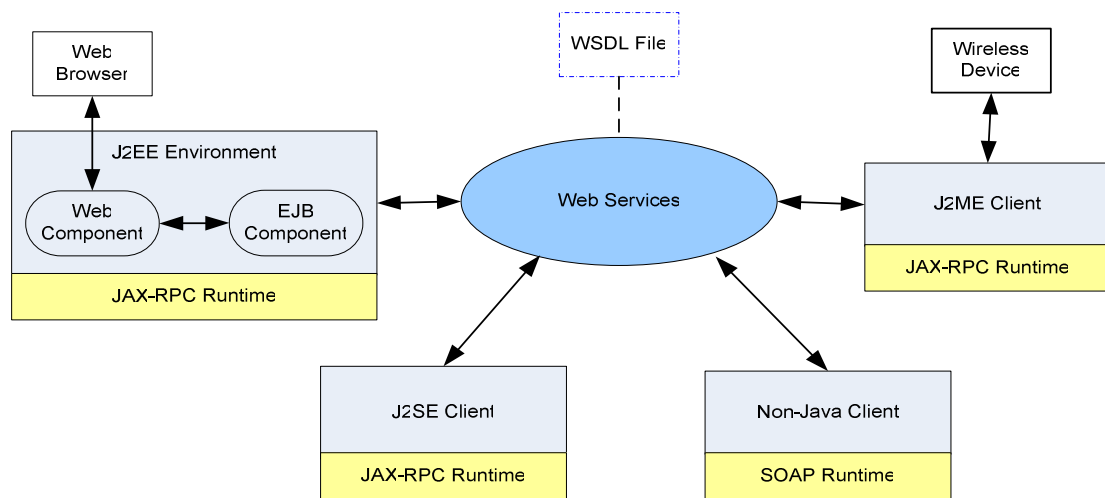 Web
Browser
WSDL File
Wireless
Device
J2EE Environment
Web
Component
EJB
Component
JAX-RPC Runtime
Web Services
J2ME Client
JAX-RPC Runtime
J2SE Client
JAX-RPC Runtime
Non-Java Client
SOAP Runtime